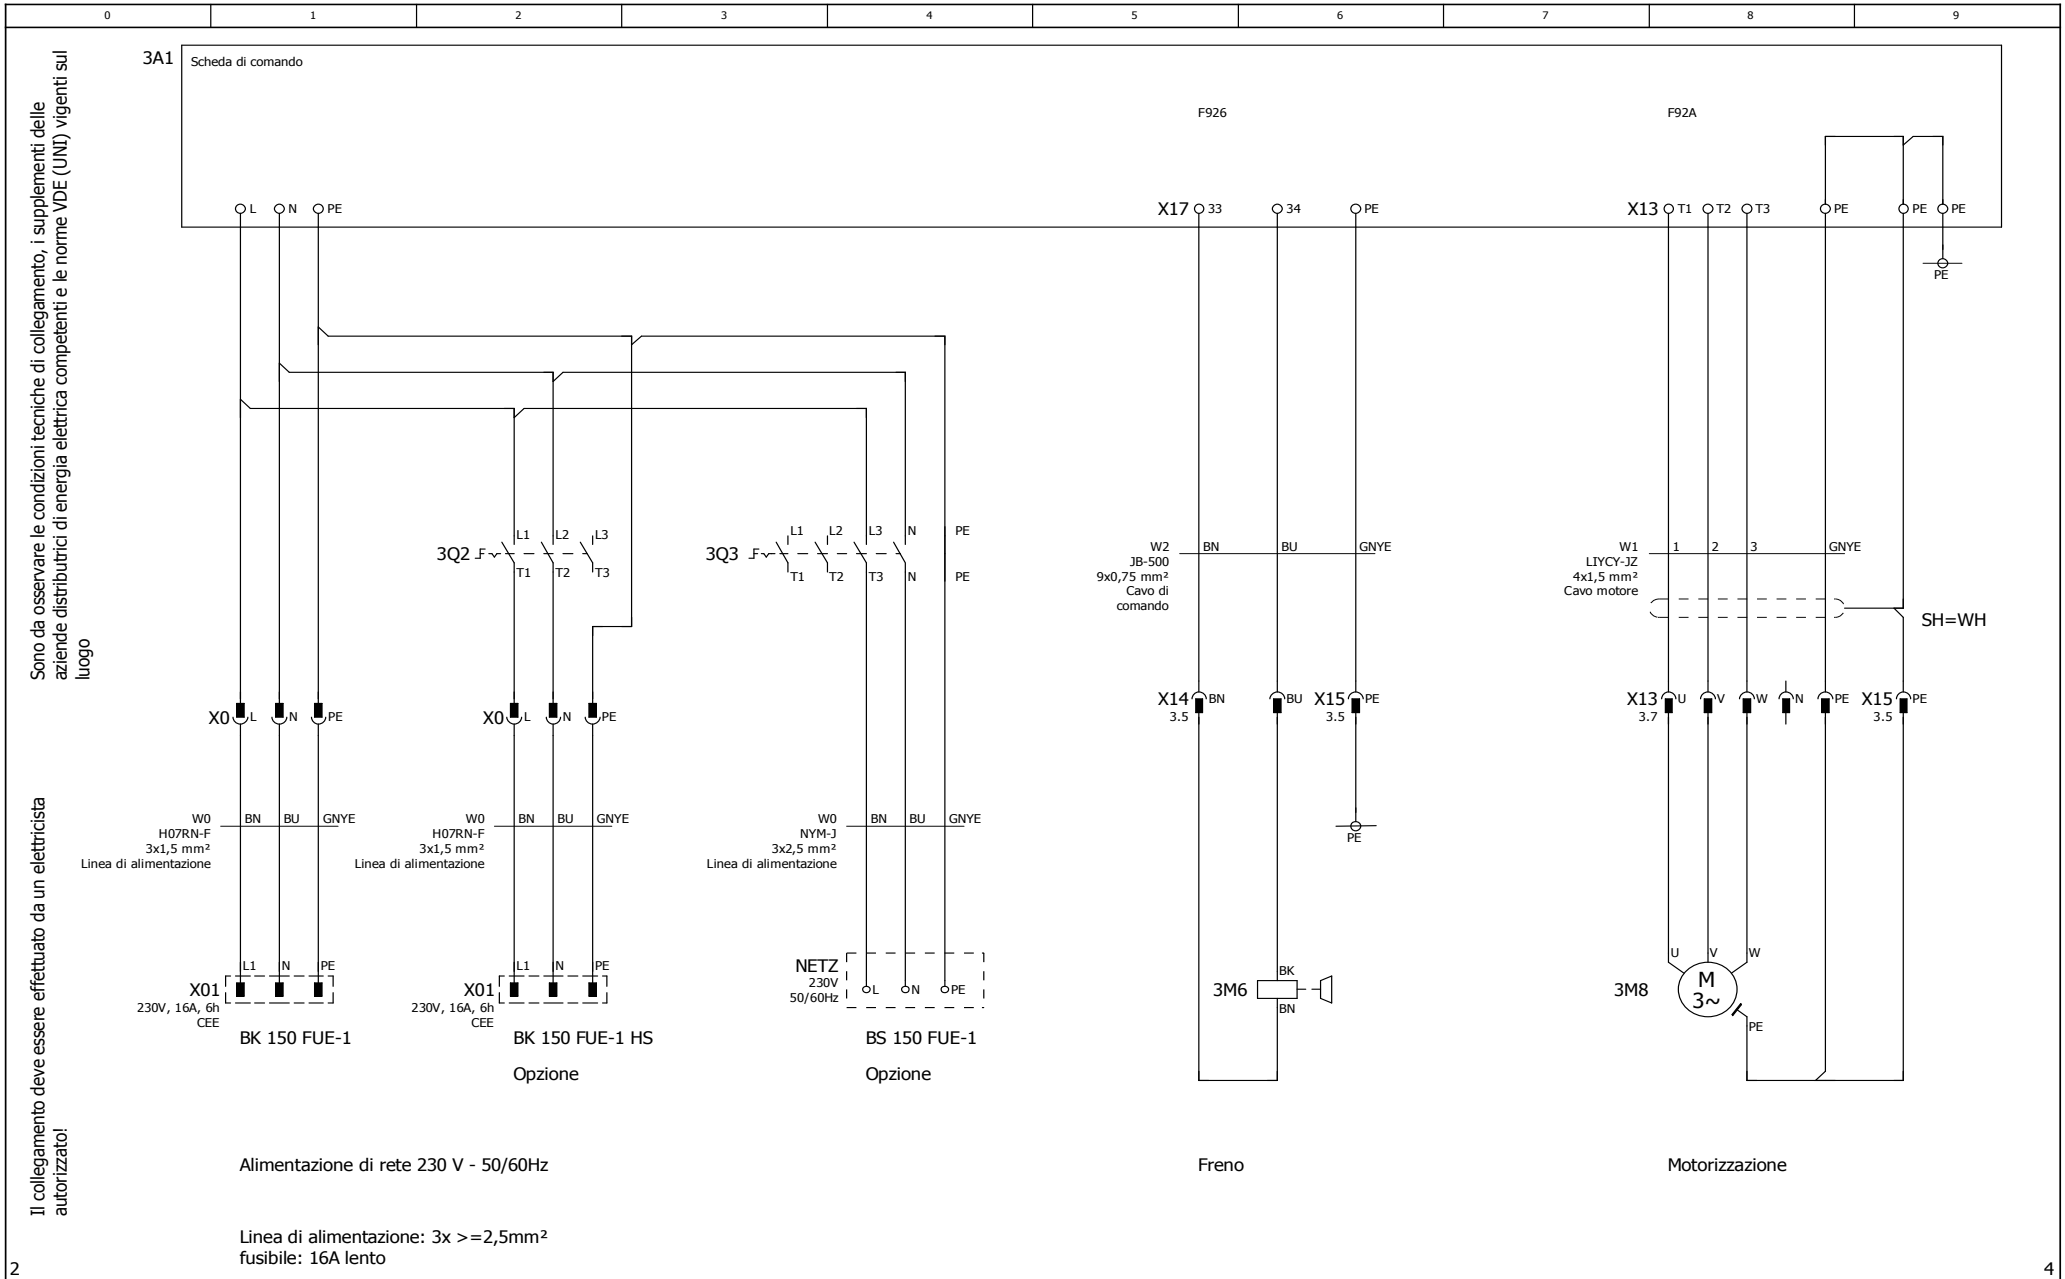 0 1 2 3 4 5 6 7 8 9
Sono da osservare le condizioni tecniche di collegamento, i supplementi delle
aziende distributrici di energia elettrica competenti e le norme VDE (UNI) vigenti sul
luogo
Il collegamento deve essere effettuato da un elettricista
autorizzato!
3A1
Scheda di comando
F926
F92A
L N PE
X17 33 34 PE
X13 T1 T2 T3 PE PE PE
PE
3Q2
L1 L2 L3
T1 T2 T3
3Q3
L1 L2 L3 N PE
T1 T2 T3 N PE
W2 BN BU GNYE
JB-500
9x0,75 mm²
Cavo di
comando
W1 1 2 3 GNYE
LIYCY-JZ
4x1,5 mm²
Cavo motore
SH=WH
X0 L N PE
X0 L N PE
X14 BN BU
3.5
X15 PE
3.5
X13 U V W N PE
3.7
X15 PE
3.5
W0 BN BU GNYE
H07RN-F
3x1,5 mm²
Linea di alimentazione
W0 BN BU GNYE
H07RN-F
3x1,5 mm²
Linea di alimentazione
W0 BN BU GNYE
NYM-J
3x2,5 mm²
Linea di alimentazione
PE
L1 N PE
X01
230V, 16A, 6h
CEE
BK 150 FUE-1
L1 N PE
X01
230V, 16A, 6h
CEE
BK 150 FUE-1 HS
Opzione
NETZ
230V
50/60Hz
L N PE
BS 150 FUE-1
Opzione
BK
3M6
BN
U V W
3M8
M
3~
PE
Alimentazione di rete 230 V - 50/60Hz
Freno
Motorizzazione
Linea di alimentazione: 3x >=2,5mm²
fusibile: 16A lento
2
4